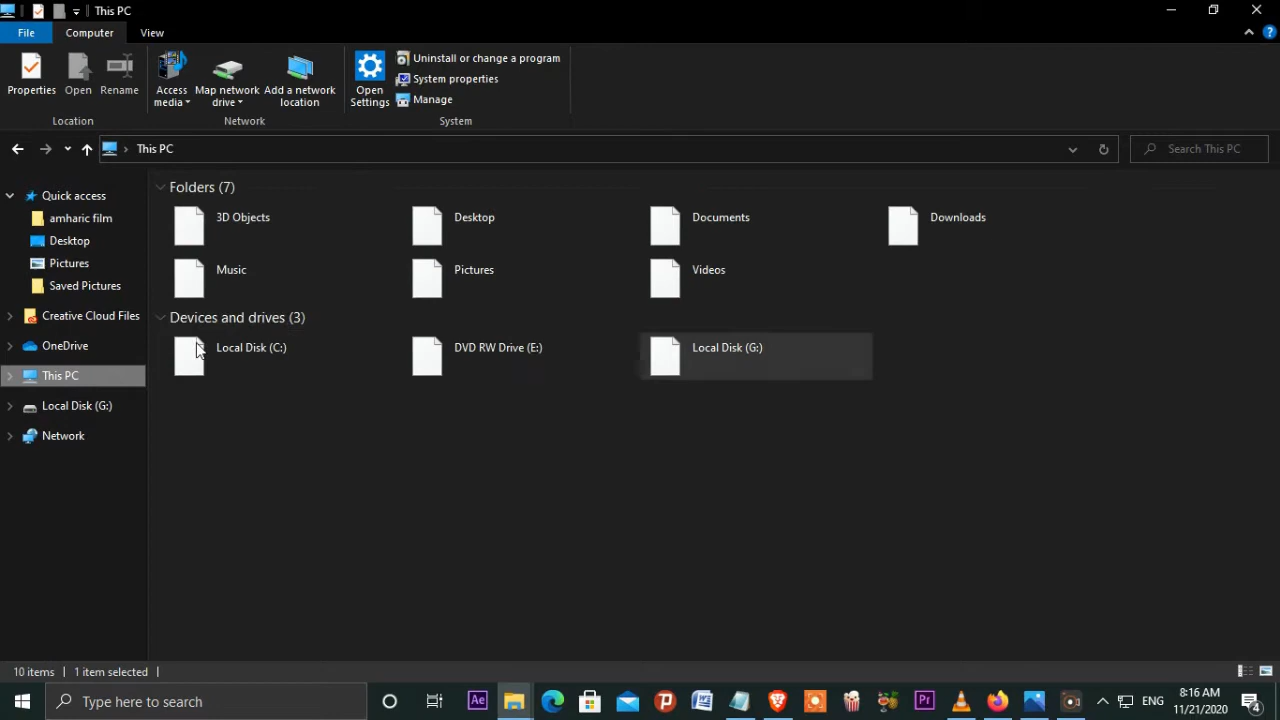 This PC
File
Computer
View
Properties
Open
Rename
Access media
Map network drive
Add a network location
Open Settings
Uninstall or change a program
System properties
Manage
Location
Network
System
This PC
Search This PC
Quick access
amharic film
Desktop
Pictures
Saved Pictures
Creative Cloud Files
OneDrive
This PC
Local Disk (G:)
Network
Folders (7)
3D Objects
Desktop
Documents
Downloads
Music
Pictures
Videos
Devices and drives (3)
Local Disk (C:)
DVD RW Drive (E:)
Local Disk (G:)
10 items
1 item selected
Type here to search
Ae
Pr
ENG
8:16 AM
11/21/2020
4